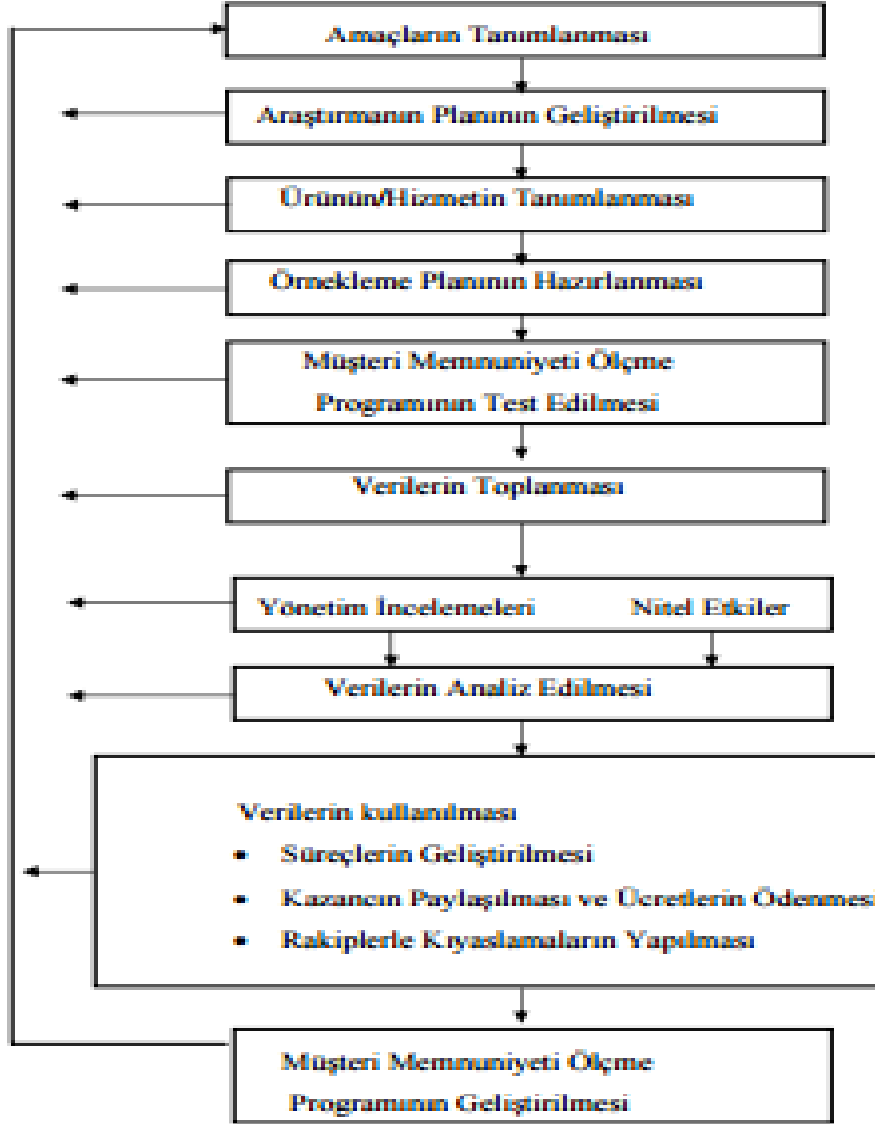 Amaçların Tanımlanması
Araştırmanın Planının Geliştirilmesi
Ürünün/Hizmetin Tanımlanması
Örnekleme Planının Hazırlanması
Müşteri Memnuniyeti Ölçme
Programının Test Edilmesi
Verilerin Toplanması
Yönetim İncelemeleri Nitel Etkiler
Verilerin Analiz Edilmesi
Verilerin kullanılması
• Süreçlerin Geliştirilmesi
• Kazancın Paylaşılması ve Ücretlerin Ödenmesi
• Rakiplerle Kıyaslamaların Yapılması
Müşteri Memnuniyeti Ölçme
Programının Geliştirilmesi